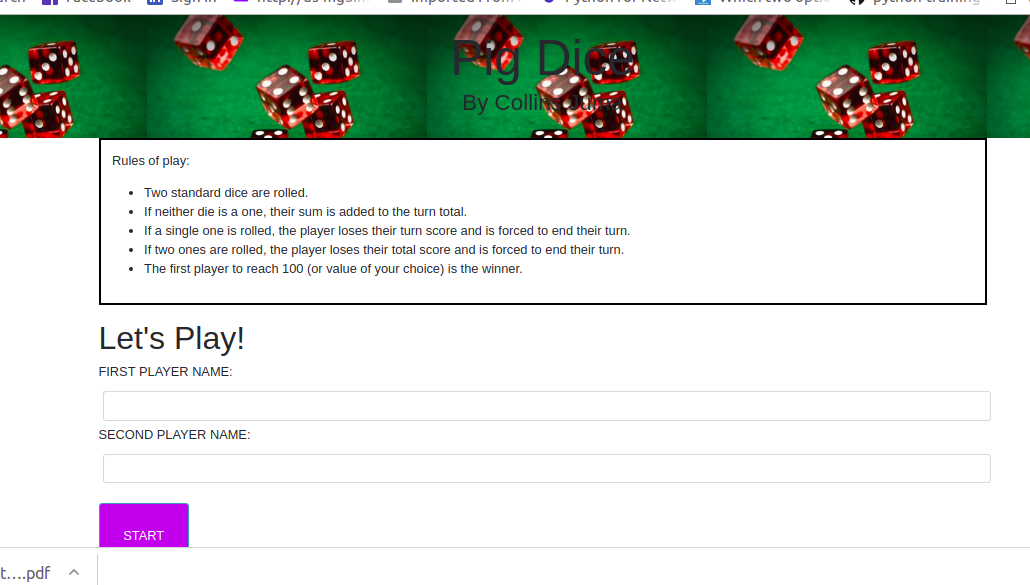 Facebook
Pig Dice
By Collins
Rules of play:
Two standard dice are rolled.
If neither die is a one, their sum is added to the turn total.
If a single one is rolled, the player loses their turn score and is forced to end their turn.
If two ones are rolled, the player loses their total score and is forced to end their turn.
The first player to reach 100 (or value of your choice) is the winner.
Let's Play!
FIRST PLAYER NAME:
SECOND PLAYER NAME:
START
t....pdf